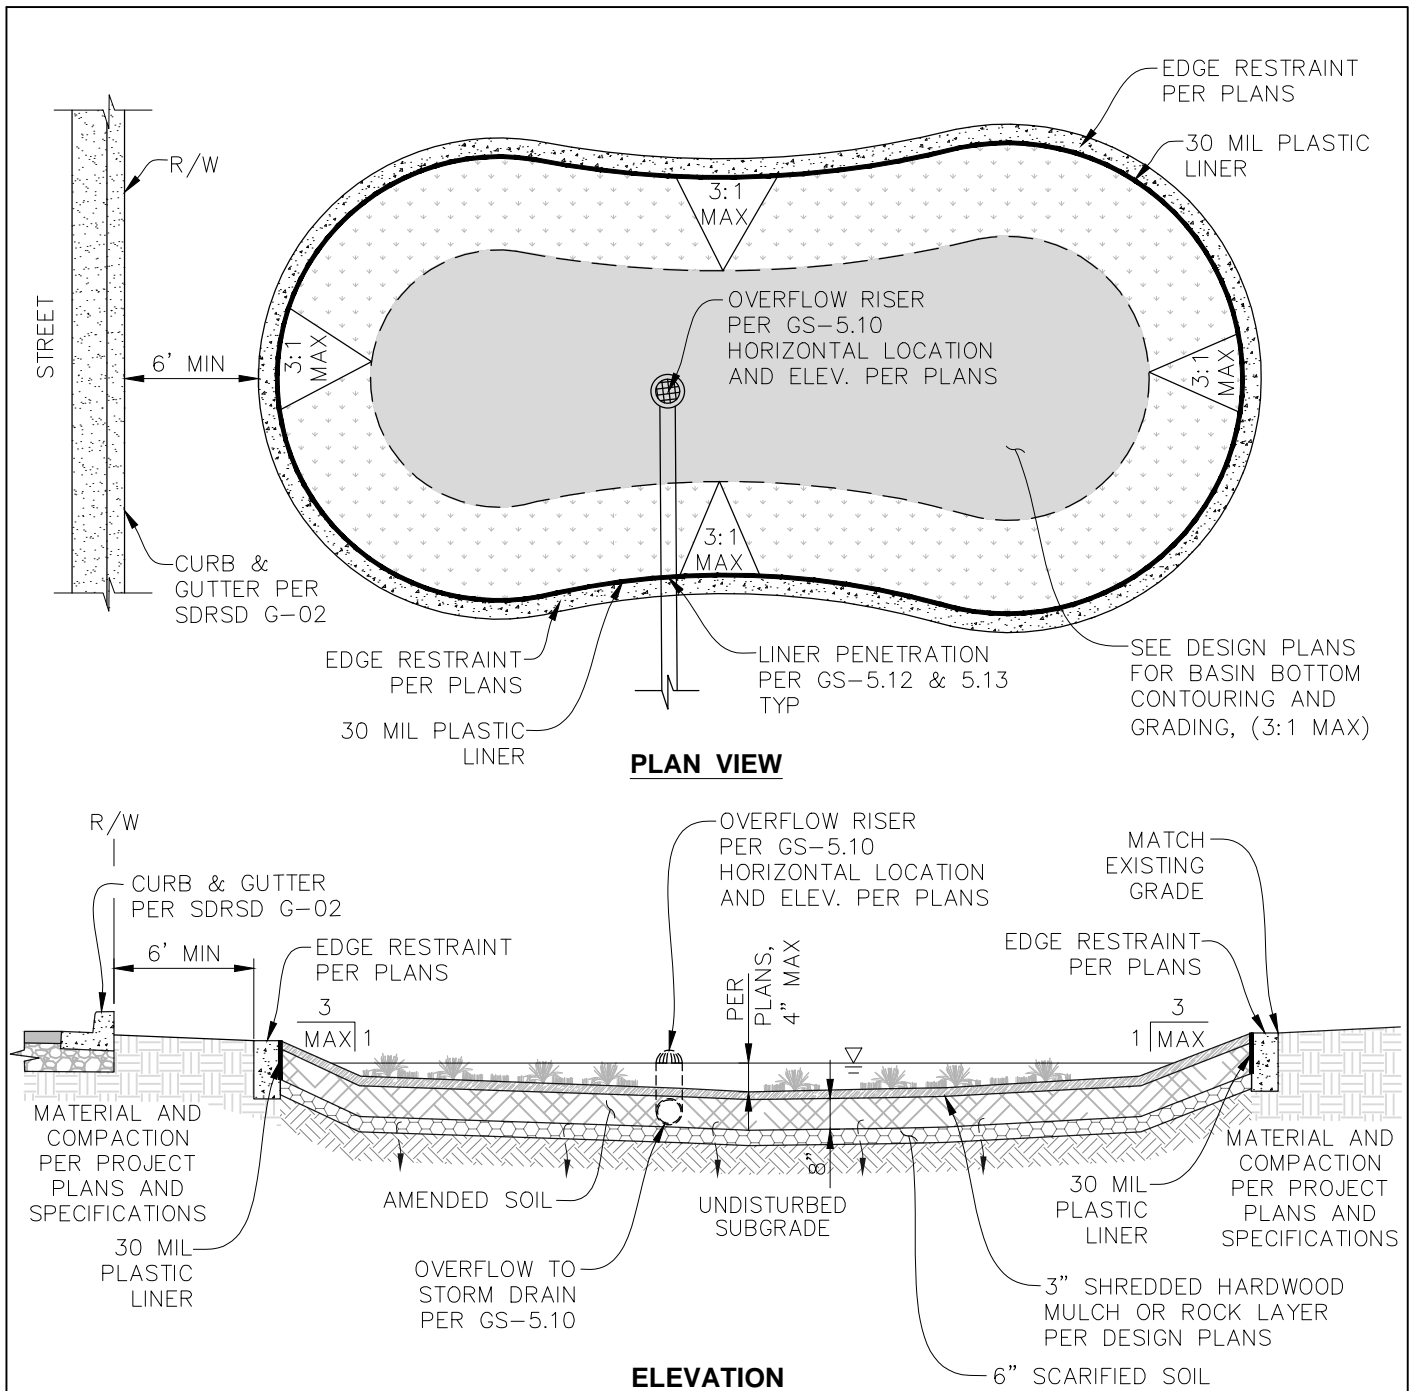 EDGE RESTRAINT
PER PLANS
30 MIL PLASTIC
LINER
R/W
3:1
MAX
STREET
6' MIN
3:1
MAX
OVERFLOW RISER
PER GS-5.10
HORIZONTAL LOCATION
AND ELEV. PER PLANS
3:1
MAX
3:1
MAX
CURB &
GUTTER PER
SDRSD G-02
EDGE RESTRAINT
PER PLANS
30 MIL PLASTIC
LINER
LINER PENETRATION
PER GS-5.12 & 5.13
TYP
SEE DESIGN PLANS
FOR BASIN BOTTOM
CONTOURING AND
GRADING, (3:1 MAX)
PLAN VIEW
R/W
CURB & GUTTER
PER SDRSD G-02
6' MIN
EDGE RESTRAINT
PER PLANS
3
MAX 1
OVERFLOW RISER
PER GS-5.10
HORIZONTAL LOCATION
AND ELEV. PER PLANS
PER
PLANS,
4" MAX
MATCH
EXISTING
GRADE
EDGE RESTRAINT
PER PLANS
3
1 MAX
MATERIAL AND
COMPACTION
PER PROJECT
PLANS AND
SPECIFICATIONS
30 MIL
PLASTIC
LINER
AMENDED SOIL
OVERFLOW TO
STORM DRAIN
PER GS-5.10
UNDISTURBED
SUBGRADE
8"
30 MIL
PLASTIC
LINER
MATERIAL AND
COMPACTION
PER PROJECT
PLANS AND
SPECIFICATIONS
3" SHREDDED HARDWOOD
MULCH OR ROCK LAYER
PER DESIGN PLANS
6" SCARIFIED SOIL
ELEVATION